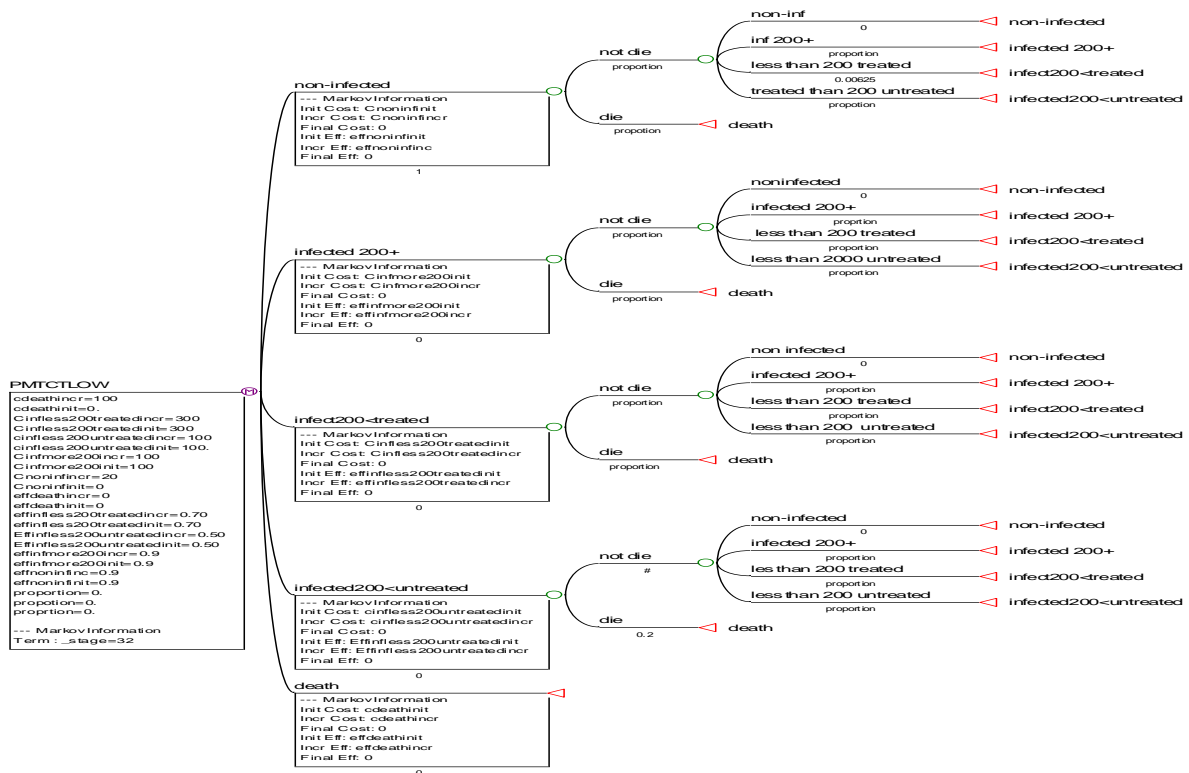 PMTCTLOW
cdeathincr=100
cdeathinit=0.
Cinfless200treatedincr=300
Cinfless200treatedinit=300
cinfless200untreatedincr=100
cinfless200untreatedinit=100.
Cinfmore200incr=100
Cinfmore200init=100
Cnoninfincr=20
Cnoninfinit=0
effdeathincr=0
effdeathinit=0
effinfless200treatedincr=0.70
effinfless200treatedinit=0.70
Effinfless200untreatedincr=0.50
Effinfless200untreatedinit=0.50
effinfmore200incr=0.9
effinfmore200init=0.9
effnoninfinc=0.9
effnoninfinit=0.9
proportion=0.
propotion=0.
proprtion=0.
--- Markov Information
Term : _stage=32
non-infected
--- Markov Information
Init Cost: Cnoninfinit
Incr Cost: Cnoninfincr
Final Cost: 0
Init Eff: effnoninfinit
Incr Eff: effnoninfinc
Final Eff: 0
1
not die
proportion
non-inf
0
non-infected
inf 200+
proportion
infected 200+
less than 200 treated
0.00625
infect200<treated
treated than 200 untreated
propotion
infected200<untreated
die
propotion
death
infected 200+
--- Markov Information
Init Cost: Cinfmore200init
Incr Cost: Cinfmore200incr
Final Cost: 0
Init Eff: effinfmore200init
Incr Eff: effinfmore200incr
Final Eff: 0
0
not die
proportion
noninfected
0
non-infected
infected 200+
proprtion
infected 200+
less than 200 treated
proportion
infect200<treated
less than 2000 untreated
proportion
infected200<untreated
die
proportion
death
infect200<treated
--- Markov Information
Init Cost: Cinfless200treatedinit
Incr Cost: Cinfless200treatedincr
Final Cost: 0
Init Eff: effinfless200treatedinit
Incr Eff: effinfless200treatedincr
Final Eff: 0
0
not die
proportion
non infected
0
non-infected
infected 200+
proportion
infected 200+
less than 200 treated
proportion
infect200<treated
less than 200 untreated
proportion
infected200<untreated
die
proportion
death
infected200<untreated
--- Markov Information
Init Cost: cinfless200untreatedinit
Incr Cost: cinfless200untreatedincr
Final Cost: 0
Init Eff: Effinfless200untreatedinit
Incr Eff: Effinfless200untreatedincr
Final Eff: 0
0
not die
#
non-infected
0
non-infected
infected 200+
proportion
infected 200+
les than 200 treated
proportion
infect200<treated
less than 200 untreated
proportion
infected200<untreated
die
0.2
death
death
--- Markov Information
Init Cost: cdeathinit
Incr Cost: cdeathincr
Final Cost: 0
Init Eff: effdeathinit
Incr Eff: effdeathincr
Final Eff: 0
0